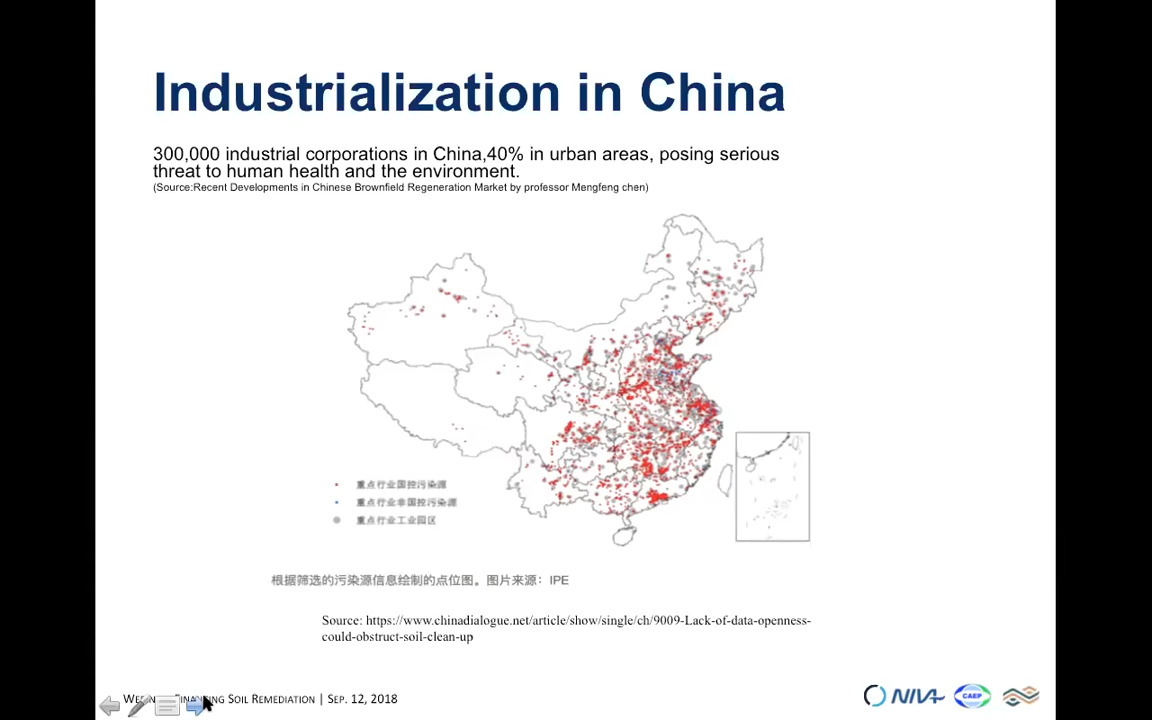 Industrialization in China
300,000 industrial corporations in China,40% in urban areas, posing serious
threat to human health and the environment.
(Source:Recent Developments in Chinese Brownfield Regeneration Market by professor Mengfeng chen)
重点行业国控污染源
重点行业非国控污染源
重点行业工业园区
根据筛选的污染源信息绘制的点位图。图片来源：IPE
Source: https://www.chinadialogue.net/article/show/single/ch/9009-Lack-of-data-openness-
could-obstruct-soil-clean-up
Soil Remediation | Sep. 12, 2018
NIVA
CAEP